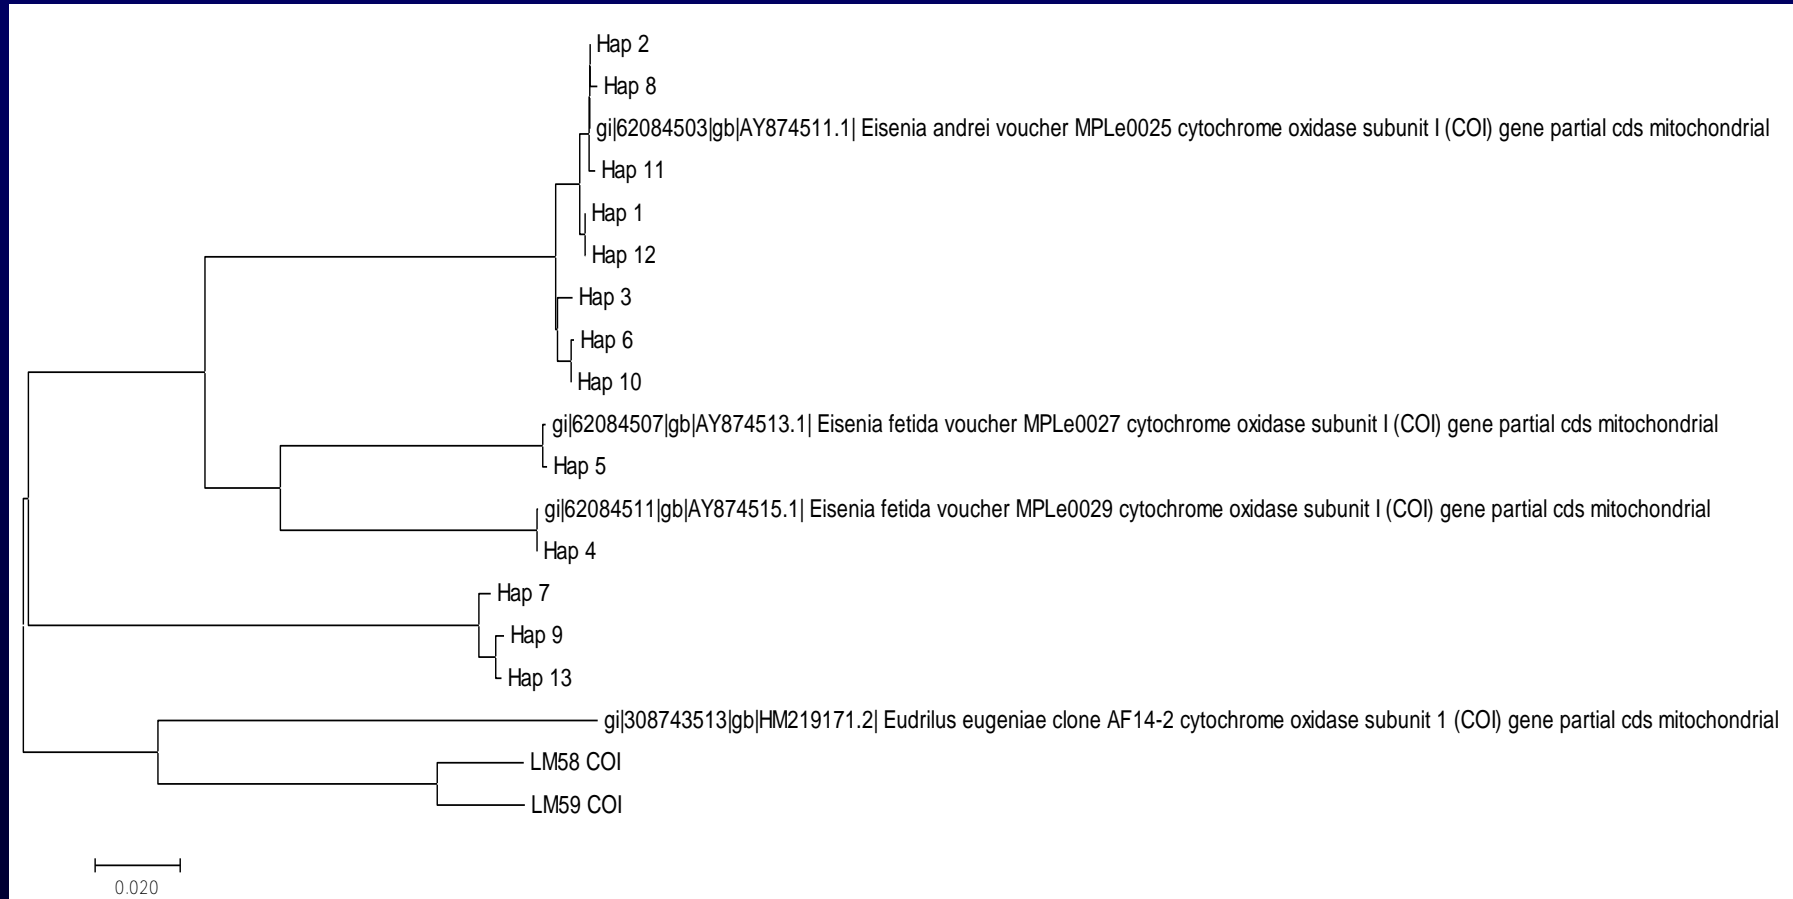 Hap 2
Hap 8
gi|62084503|gb|AY874511.1| Eisenia andrei voucher MPLe0025 cytochrome oxidase subunit I (COI) gene partial cds mitochondrial
Hap 11
Hap 1
Hap 12
Hap 3
Hap 6
Hap 10
gi|62084507|gb|AY874513.1| Eisenia fetida voucher MPLe0027 cytochrome oxidase subunit I (COI) gene partial cds mitochondrial
Hap 5
gi|62084511|gb|AY874515.1| Eisenia fetida voucher MPLe0029 cytochrome oxidase subunit I (COI) gene partial cds mitochondrial
Hap 4
Hap 7
Hap 9
Hap 13
gi|308743513|gb|HM219171.2| Eudrilus eugeniae clone AF14-2 cytochrome oxidase subunit 1 (COI) gene partial cds mitochondrial
LM58 COI
LM59 COI
0.020